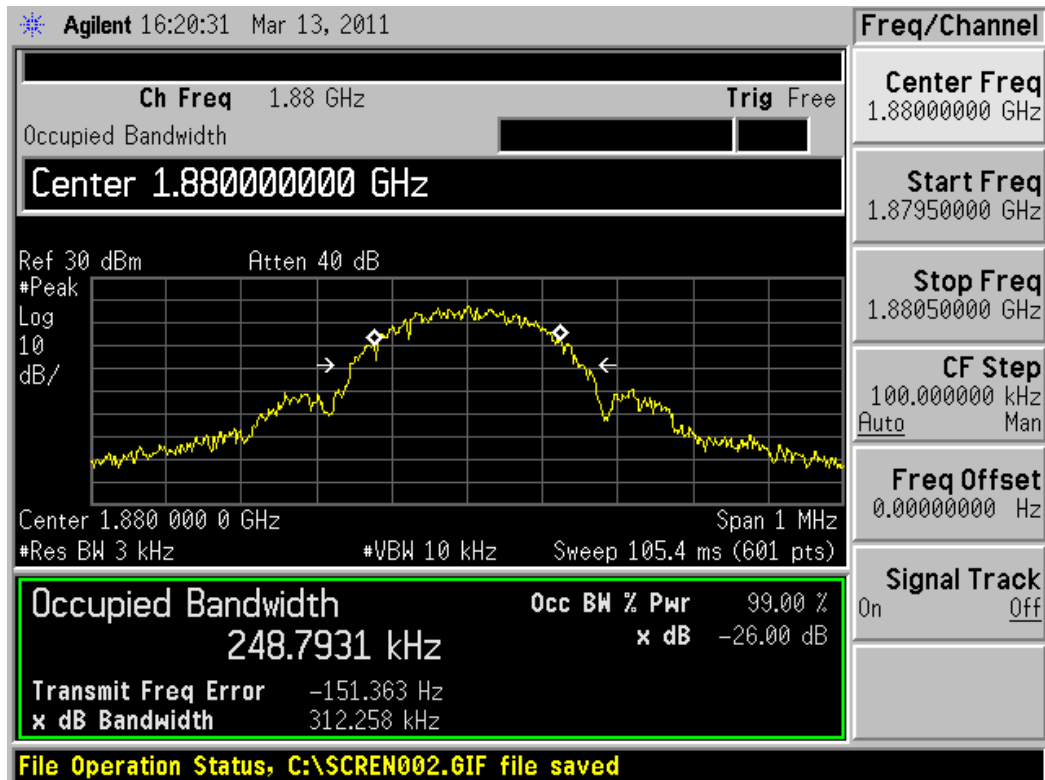 Agilent 16:20:31 Mar 13, 2011
Freq/Channel
Ch Freq 1.88 GHz Trig Free
Occupied Bandwidth
Center 1.880000000 GHz
Ref 30 dBm Atten 40 dB
#Peak
Log
10
dB/
Center 1.880 000 0 GHz Span 1 MHz
#Res BW 3 kHz #VBW 10 kHz Sweep 105.4 ms (601 pts)
Occupied Bandwidth Occ BW % Pwr 99.00 %
248.7931 kHz x dB -26.00 dB
Transmit Freq Error -151.363 Hz
x dB Bandwidth 312.258 kHz
File Operation Status, C:\SCREN002.GIF file saved
Center Freq
1.88000000 GHz
Start Freq
1.87950000 GHz
Stop Freq
1.88050000 GHz
CF Step
100.000000 kHz
Auto Man
Freq Offset
0.00000000 Hz
Signal Track
On Off